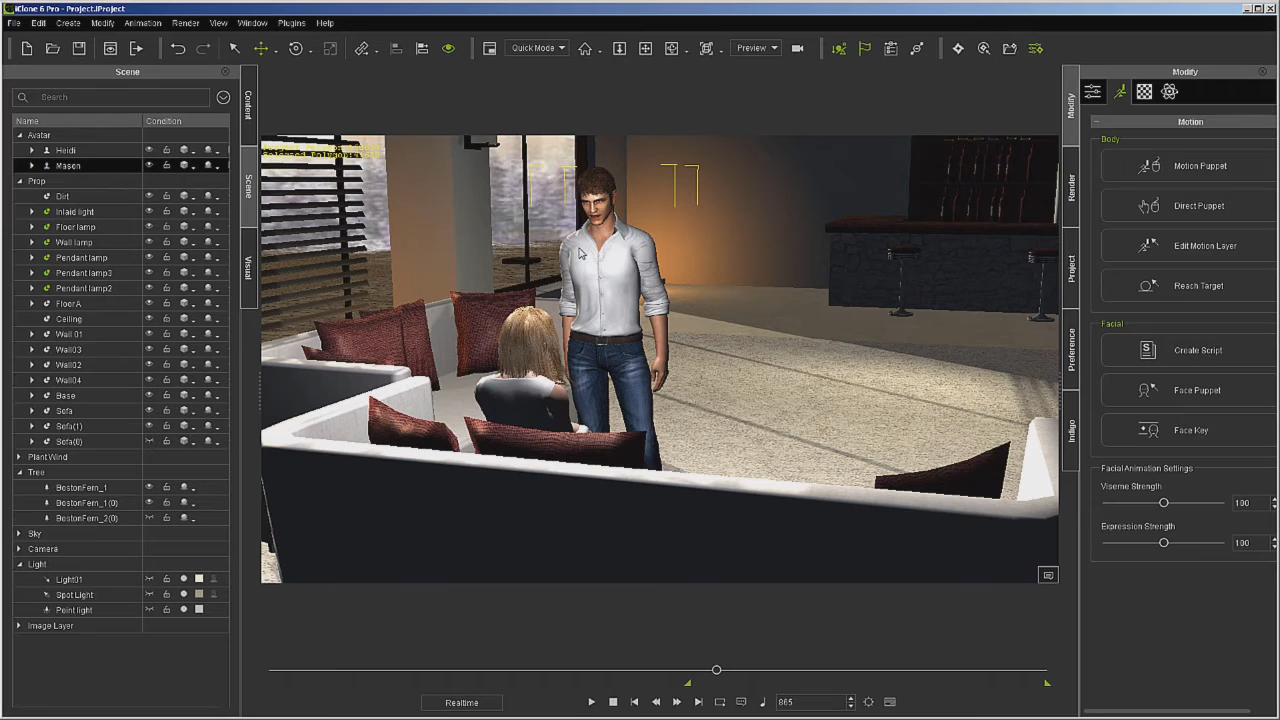 iClone 6 Pro - Project.iProject
File Edit Create Modify Animation Render View Window Plugins Help
Quick Mode Preview
Scene
Search
Name Condition
Avatar
Heidi
Mason
Prop
Dirt
Inlaid light
Floor lamp
Wall lamp
Pendant lamp
Pendant lamp3
Pendant lamp2
FloorA
Ceiling
Wall 01
Wall03
Wall02
Wall04
Base
Sofa
Sofa(1)
Sofa(0)
Plant Wind
Tree
BostonFern_1
BostonFern_1(0)
BostonFern_2(0)
Sky
Camera
Light
Light01
Spot Light
Point light
Image Layer
Content
Scene
Visual
Realtime
865
Modify
Render
Project
Preference
Indigo
Modify
Motion
Body
Motion Puppet
Direct Puppet
Edit Motion Layer
Reach Target
Facial
Create Script
Face Puppet
Face Key
Facial Animation Settings
Viseme Strength
100
Expression Strength
100